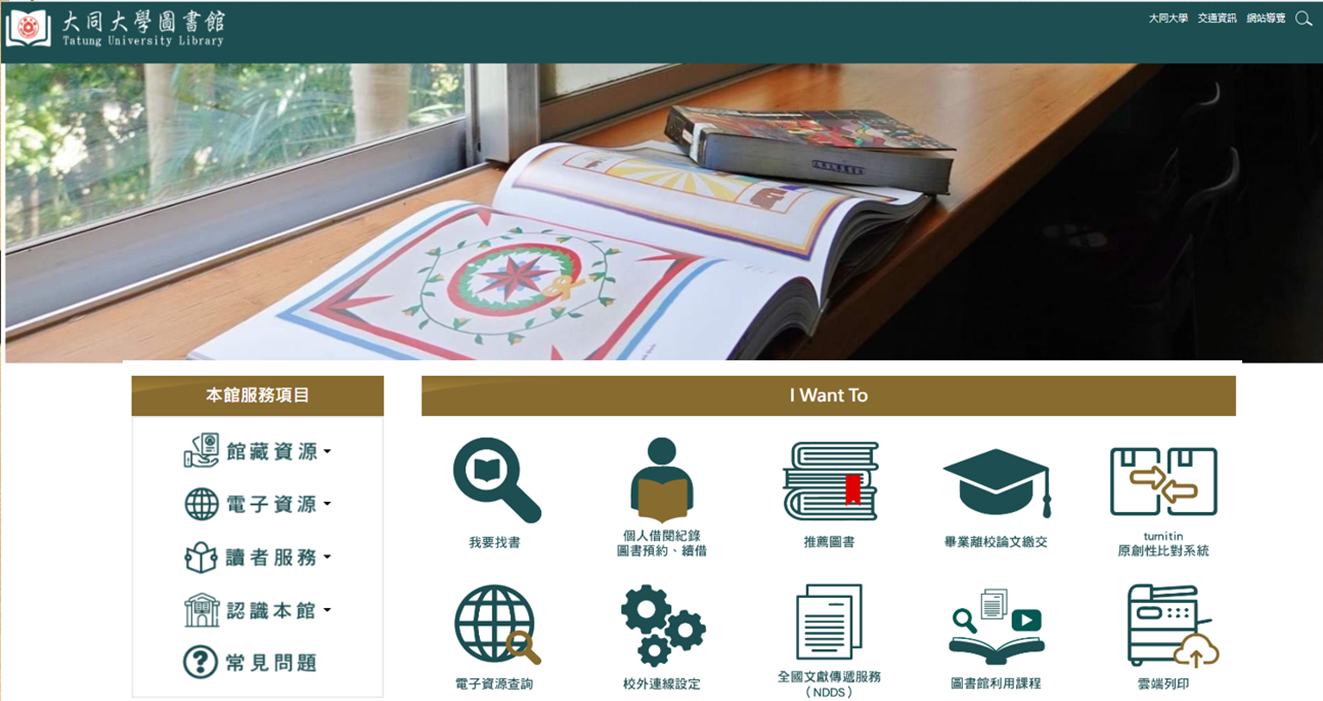 大同大學圖書館
Tatung University Library
大同大學 交通資訊 網站導覽
本館服務項目
館藏資源
電子資源
讀者服務
認識本館
常見問題
I Want To
我要找書
個人借閱紀錄
圖書預約、續借
推薦圖書
畢業離校論文繳交
turnitin
原創性比對系統
電子資源查詢
校外連線設定
全國文獻傳遞服務
（NDDS）
圖書館利用課程
雲端列印